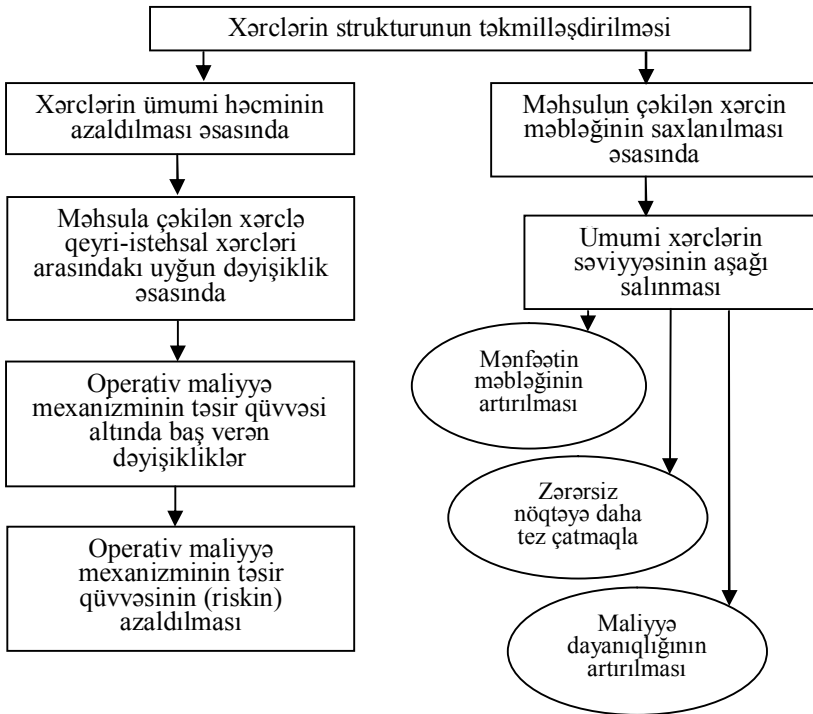 Xərclərin strukturunun təkmilləşdirilməsi
Xərclərin ümumi həcminin
azaldılması əsasında
Məhsula çəkilən xərclə
qeyri-istehsal xərcləri
arasındakı uyğun dəyişiklik
əsasında
Operativ maliyyə
mexanizminin təsir qüvvəsi
altında baş verən
dəyişikliklər
Operativ maliyyə
mexanizminin təsir
qüvvəsinin (riskin)
azaldılması
Məhsulun çəkilən xərcin
məbləğinin saxlanılması
əsasında
Umumi xərclərin
səviyyəsinin aşağı
salınması
Mənfəətin
məbləğinin
artırılması
Zərərsiz
nöqtəyə daha
tez çatmaqla
Maliyyə
dayanıqlığının
artırılması